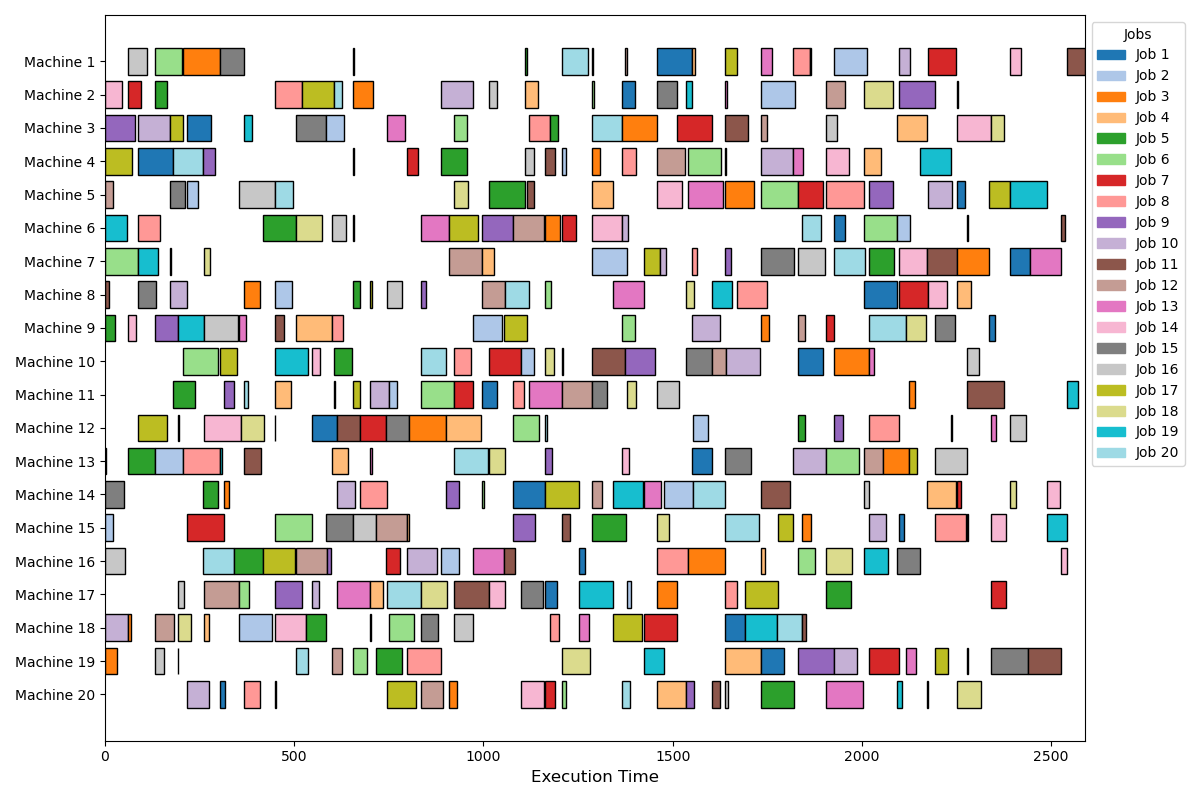 Machine 1
Machine 2
Machine 3
Machine 4
Machine 5
Machine 6
Machine 7
Machine 8
Machine 9
Machine 10
Machine 11
Machine 12
Machine 13
Machine 14
Machine 15
Machine 16
Machine 17
Machine 18
Machine 19
Machine 20
0 500 1000 1500 2000 2500
Execution Time
Jobs
Job 1
Job 2
Job 3
Job 4
Job 5
Job 6
Job 7
Job 8
Job 9
Job 10
Job 11
Job 12
Job 13
Job 14
Job 15
Job 16
Job 17
Job 18
Job 19
Job 20